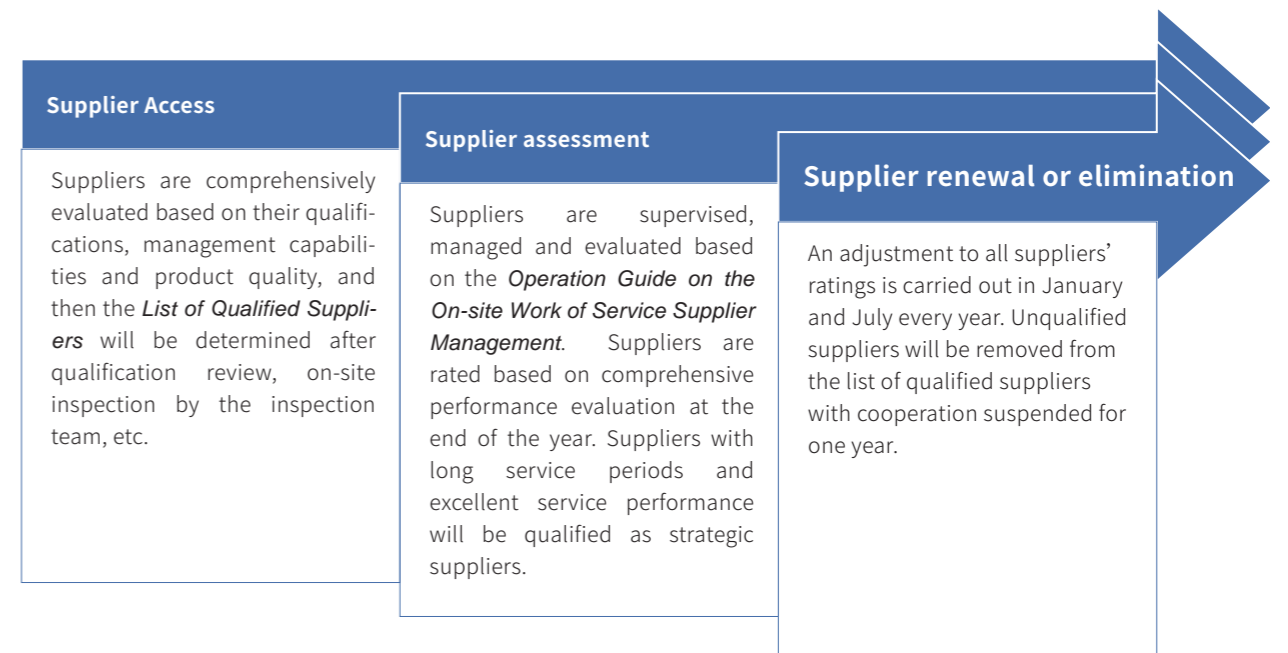 Supplier Access
Suppliers are comprehensively
evaluated based on their qualifi-
cations, management capabili-
ties and product quality, and
then the List of Qualified Suppli-
ers will be determined after
qualification review, on-site
inspection by the inspection
team, etc.
Supplier assessment
Suppliers are supervised,
managed and evaluated based
on the Operation Guide on the
On-site Work of Service Supplier
Management. Suppliers are
rated based on comprehensive
performance evaluation at the
end of the year. Suppliers with
long service periods and
excellent service performance
will be qualified as strategic
suppliers.
Supplier renewal or elimination
An adjustment to all suppliers’
ratings is carried out in January
and July every year. Unqualified
suppliers will be removed from
the list of qualified suppliers
with cooperation suspended for
one year.